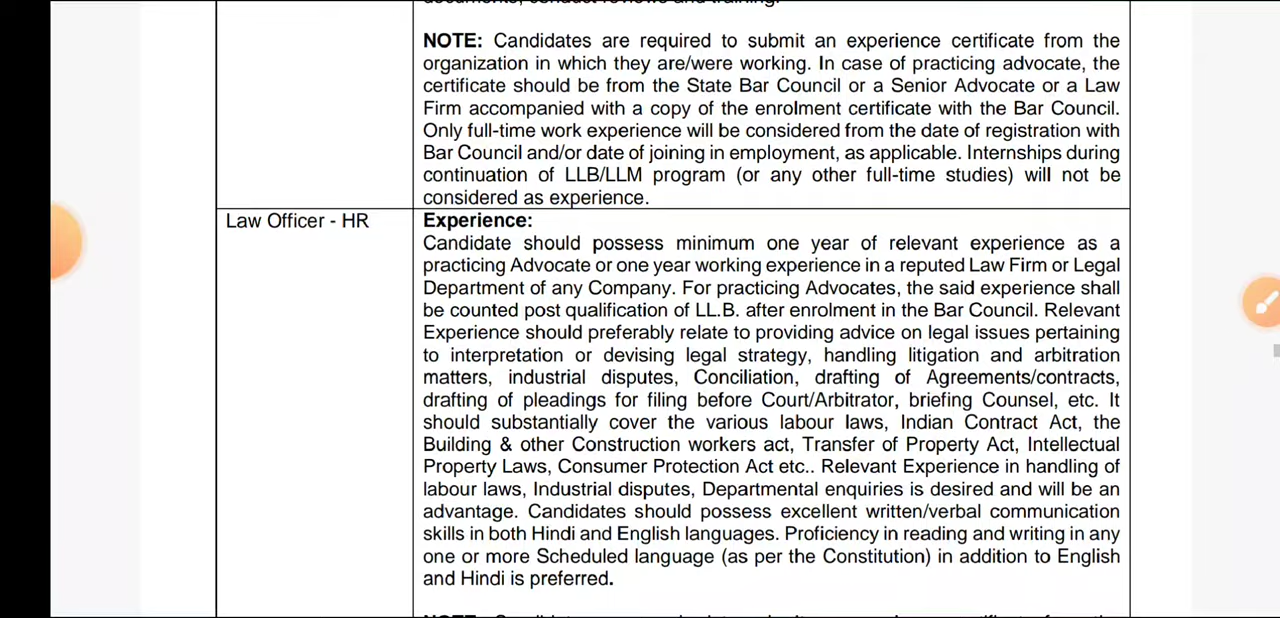 documents, conduct reviews and training.
NOTE: Candidates are required to submit an experience certificate from the
organization in which they are/were working. In case of practicing advocate, the
certificate should be from the State Bar Council or a Senior Advocate or a Law
Firm accompanied with a copy of the enrolment certificate with the Bar Council.
Only full-time work experience will be considered from the date of registration with
Bar Council and/or date of joining in employment, as applicable. Internships during
continuation of LLB/LLM program (or any other full-time studies) will not be
considered as experience.
Law Officer - HR
Experience:
Candidate should possess minimum one year of relevant experience as a
practicing Advocate or one year working experience in a reputed Law Firm or Legal
Department of any Company. For practicing Advocates, the said experience shall
be counted post qualification of LL.B. after enrolment in the Bar Council. Relevant
Experience should preferably relate to providing advice on legal issues pertaining
to interpretation or devising legal strategy, handling litigation and arbitration
matters, industrial disputes, Conciliation, drafting of Agreements/contracts,
drafting of pleadings for filing before Court/Arbitrator, briefing Counsel, etc. It
should substantially cover the various labour laws, Indian Contract Act, the
Building & other Construction workers act, Transfer of Property Act, Intellectual
Property Laws, Consumer Protection Act etc.. Relevant Experience in handling of
labour laws, Industrial disputes, Departmental enquiries is desired and will be an
advantage. Candidates should possess excellent written/verbal communication
skills in both Hindi and English languages. Proficiency in reading and writing in any
one or more Scheduled language (as per the Constitution) in addition to English
and Hindi is preferred.